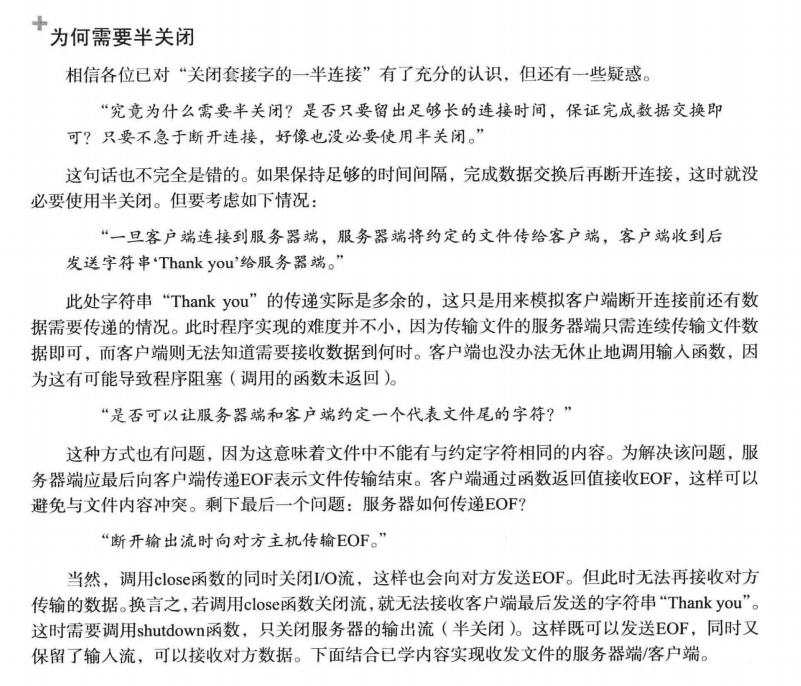 为何需要半关闭
相信各位已对“关闭套接字的一半连接”有了充分的认识，但还有一些疑惑。
“究竟为什么需要半关闭？是否只要留出足够长的连接时间，保证完成数据交换即
可？只要不急于断开连接，好像也没必要使用半关闭。”
这句话也不完全是错的。如果保持足够的时间间隔，完成数据交换后再断开连接，这时就没
必要使用半关闭。但要考虑如下情况：
“一旦客户端连接到服务器端，服务器端将约定的文件传给客户端，客户端收到后
发送字符串‘Thank you’给服务器端。”
此处字符串“Thank you”的传递实际是多余的，这只是用来模拟客户端断开连接前还有数
据需要传递的情况。此时程序实现的难度并不小，因为传输文件的服务器端只需连续传输文件数
据即可，而客户端则无法知道需要接收数据到何时。客户端也没办法无休止地调用输入函数，因
为这有可能导致程序阻塞（调用的函数未返回）。
“是否可以让服务器端和客户端约定一个代表文件尾的字符？”
这种方式也有问题，因为这意味着文件中不能有与约定字符相同的内容。为解决该问题，服
务器端应最后向客户端传递EOF表示文件传输结束。客户端通过函数返回值接收EOF，这样可以
避免与文件内容冲突。剩下最后一个问题：服务器如何传递EOF？
“断开输出流时向对方主机传输EOF。”
当然，调用close函数的同时关闭I/O流，这样也会向对方发送EOF。但此时无法再接收对方
传输的数据。换言之，若调用close函数关闭流，就无法接收客户端最后发送的字符串“Thank you”。
这时需要调用shutdown函数，只关闭服务器的输出流（半关闭）。这样既可以发送EOF，同时又
保留了输入流，可以接收对方数据。下面结合已学内容实现收发文件的服务器端/客户端。